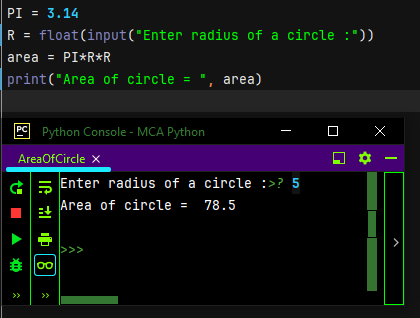 PI = 3.14
R = float(input("Enter radius of a circle :"))
area = PI*R*R
print("Area of circle = ", area)
PC Python Console - MCA Python
AreaOfCircle ×
Enter radius of a circle :>? 5
Area of circle =  78.5
>>>